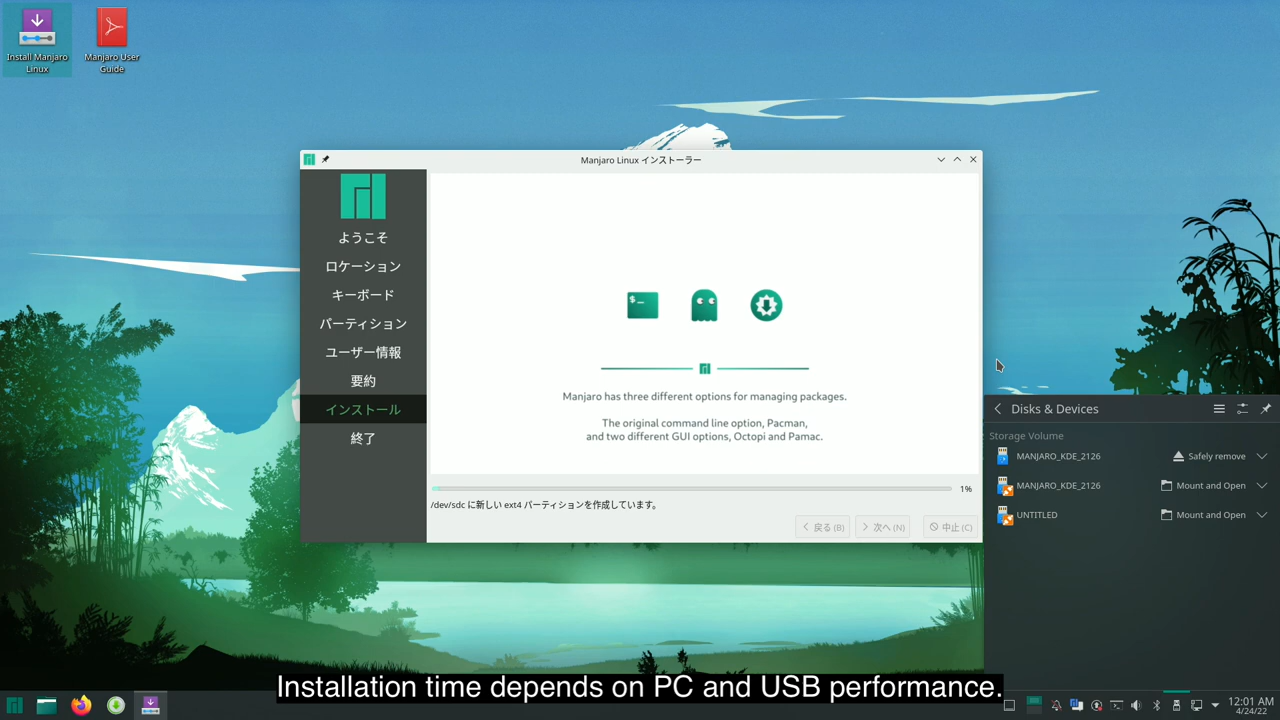 Install Manjaro
Linux
Manjaro User
Guide
Manjaro Linux インストーラー
ようこそ
ロケーション
キーボード
パーティション
ユーザー情報
要約
インストール
終了
$_
Manjaro has three different options for managing packages.
The original command line option, Pacman,
and two different GUI options, Octopi and Pamac.
1%
/dev/sdc に新しい ext4 パーティションを作成しています。
戻る (B)
次へ (N)
中止 (C)
Disks & Devices
Storage Volume
MANJARO_KDE_2126 Safely remove
MANJARO_KDE_2126 Mount and Open
UNTITLED Mount and Open
Installation time depends on PC and USB performance.
12:01 AM
4/24/22